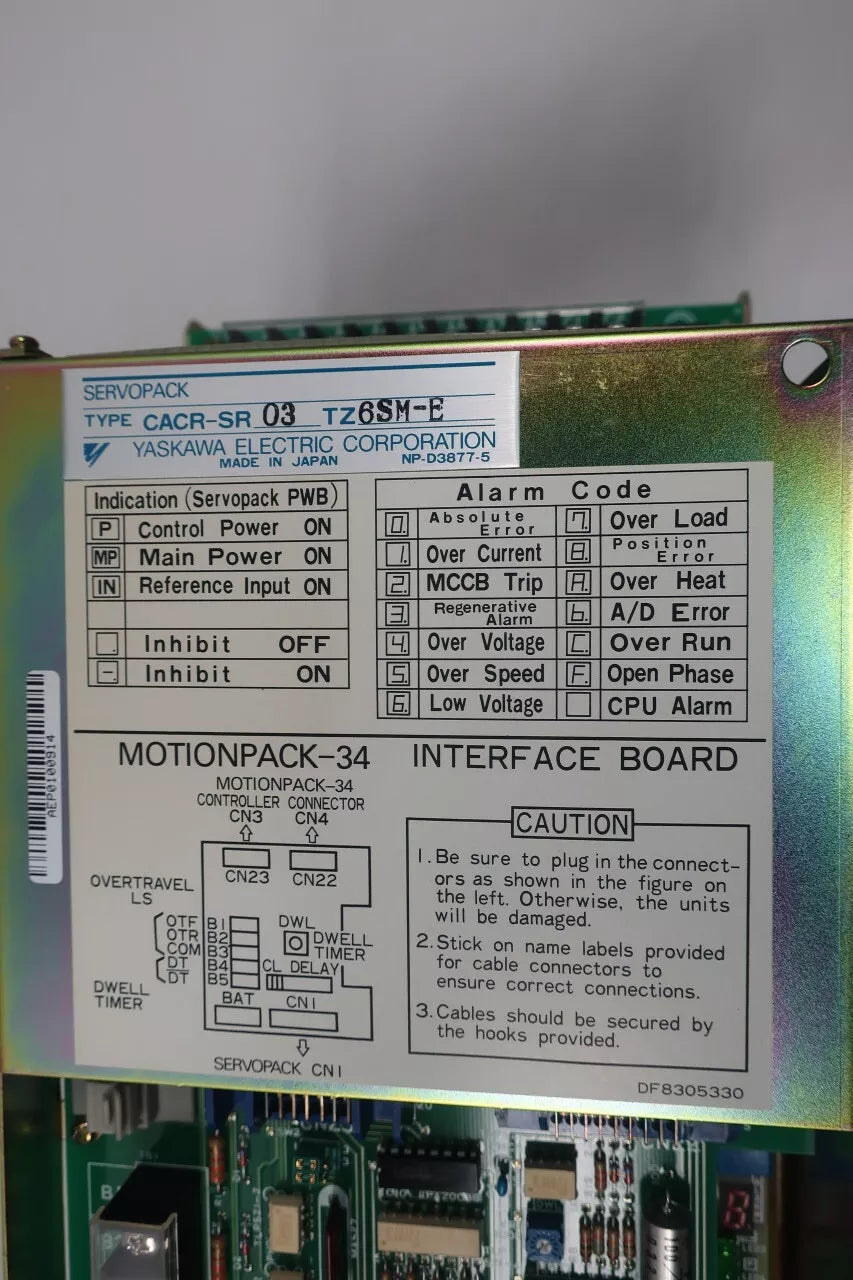 SERVOPACK
TYPE CACR-SR 03 TZ6SM-E
YASKAWA ELECTRIC CORPORATION
MADE IN JAPAN NP-D3877-5
Indication (Servopack PWB)
P Control Power ON
MP Main Power ON
IN Reference Input ON
. Inhibit OFF
-. Inhibit ON
Alarm Code
0. Absolute Error
1. Over Current
2. MCCB Trip
3. Regenerative Alarm
4. Over Voltage
5. Over Speed
6. Low Voltage
7. Over Load
8. Position Error
A. Over Heat
b. A/D Error
C. Over Run
F. Open Phase
CPU Alarm
AEP0100914
MOTIONPACK-34 INTERFACE BOARD
MOTIONPACK-34
CONTROLLER CONNECTOR
CN3 CN4
CN23 CN22
OVERTRAVEL
LS
OTF B1
OTR B2
COM B3
DT B4
DT B5
DWELL
TIMER
DWL
DWELL
TIMER
CL DELAY
BAT CN1
SERVOPACK CN1
CAUTION
1. Be sure to plug in the connect-
ors as shown in the figure on
the left. Otherwise, the units
will be damaged.
2. Stick on name labels provided
for cable connectors to
ensure correct connections.
3. Cables should be secured by
the hooks provided.
DF8305330